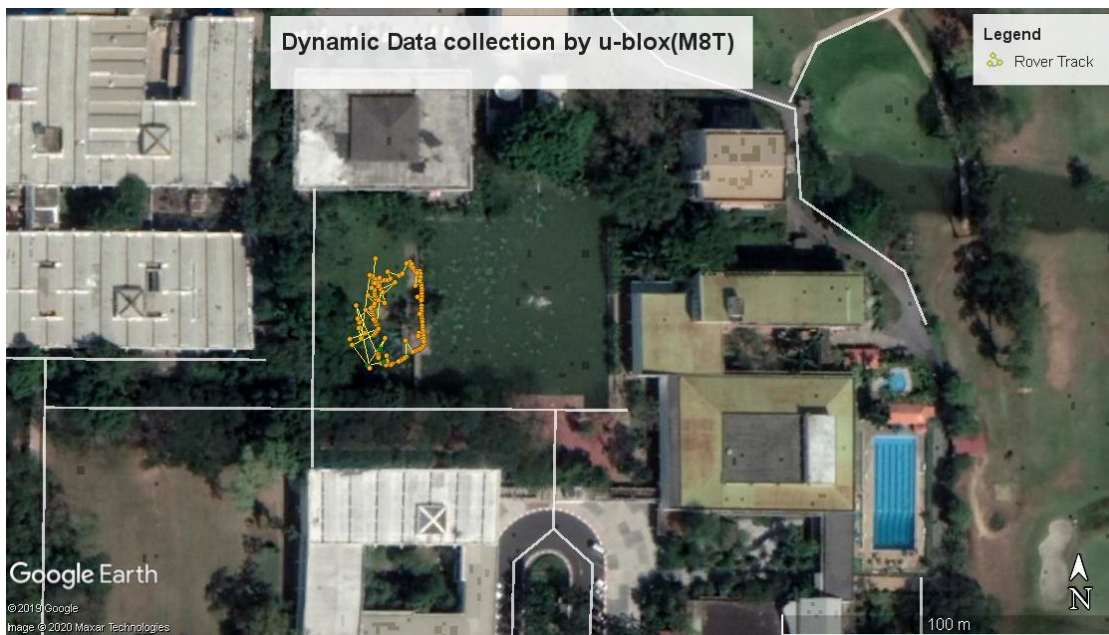 Dynamic Data collection by u-blox(M8T)
Legend
Rover Track
Google Earth
©2019 Google
Image © 2020 Maxar Technologies
N
100 m